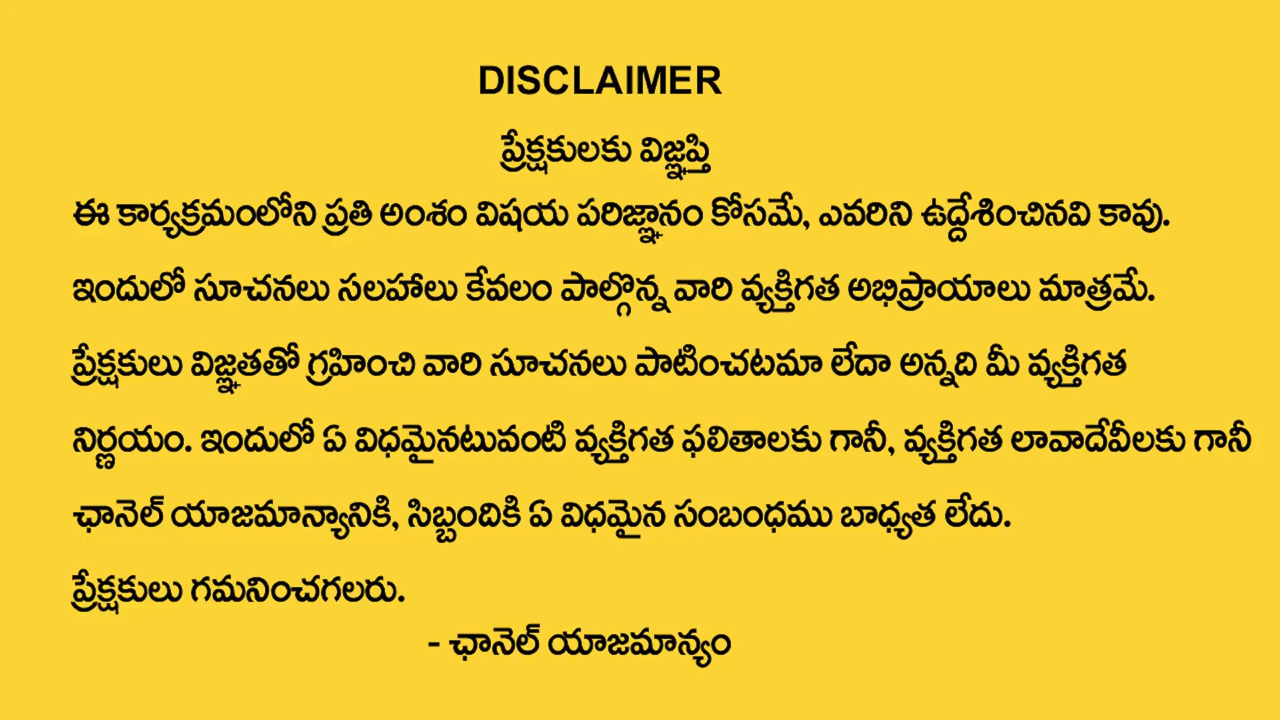 DISCLAIMER
ప్రేక్షకులకు విజ్ఞప్తి
ఈ కార్యక్రమంలోని ప్రతి అంశం విషయ పరిజ్ఞానం కోసమే, ఎవరిని ఉద్దేశించినవి కావు.
ఇందులో సూచనలు సలహాలు కేవలం పాల్గొన్న వారి వ్యక్తిగత అభిప్రాయాలు మాత్రమే.
ప్రేక్షకులు విజ్ఞతతో గ్రహించి వారి సూచనలు పాటించటమా లేదా అన్నది మీ వ్యక్తిగత
నిర్ణయం. ఇందులో ఏ విధమైనటువంటి వ్యక్తిగత ఫలితాలకు గానీ, వ్యక్తిగత లావాదేవీలకు గానీ
ఛానెల్ యాజమాన్యానికి, సిబ్బందికి ఏ విధమైన సంబంధము బాధ్యత లేదు.
ప్రేక్షకులు గమనించగలరు.
- ఛానెల్ యాజమాన్యం